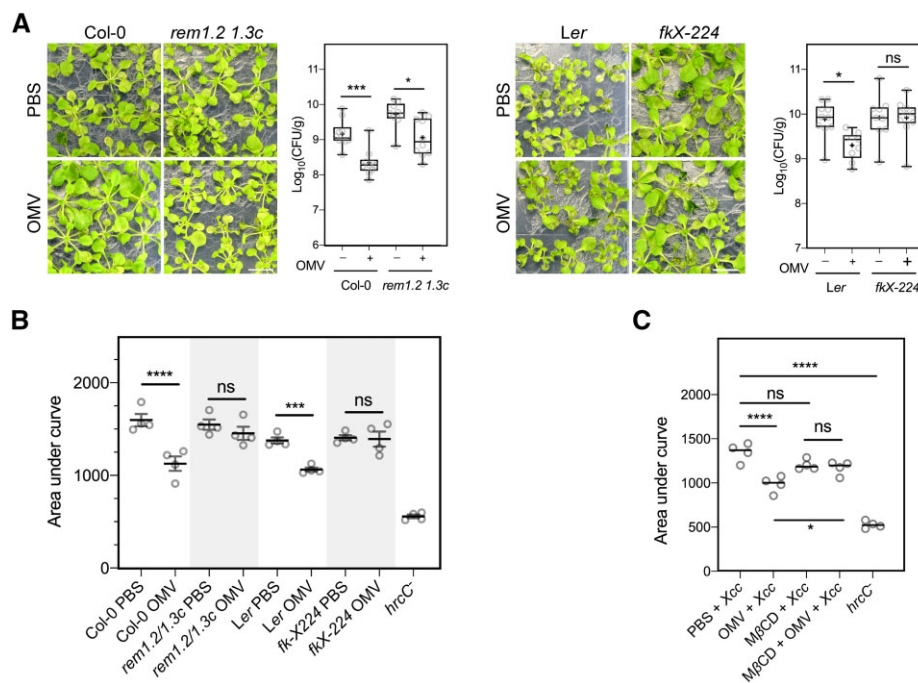 A
Col-0 rem1.2 1.3c
PBS
OMV
Log10(CFU/g)
11
10
9
8
7
6
***
*
OMV − + − +
Col-0 rem1.2 1.3c
Ler fkX-224
PBS
OMV
Log10(CFU/g)
11
10
9
8
7
*
ns
OMV − + − +
Ler fkX-224
B
Area under curve
2000
1000
0
****
ns
***
ns
Col-0 PBS
Col-0 OMV
rem1.2/1.3c PBS
rem1.2/1.3c OMV
Ler PBS
Ler OMV
fk-X224 PBS
fkX-224 OMV
hrcC-
C
Area under curve
2000
1500
1000
500
0
****
ns
****
ns
*
PBS + Xcc
OMV + Xcc
MβCD + Xcc
MβCD + OMV + Xcc
hrcC-